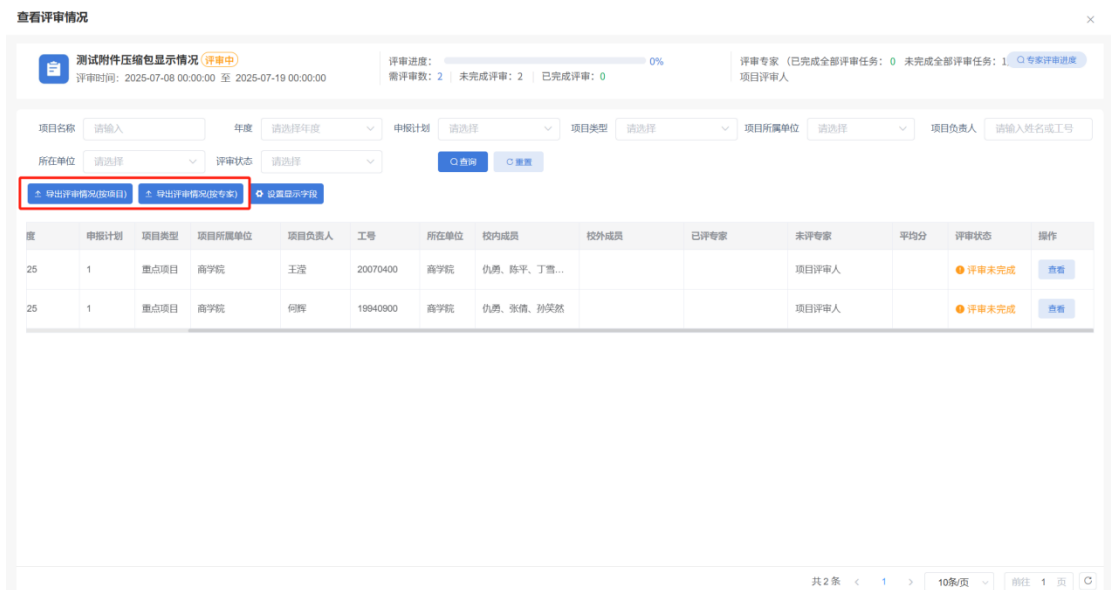 查看评审情况
测试附件压缩包显示情况 评审中
评审时间：2025-07-08 00:00:00 至 2025-07-19 00:00:00
评审进度： 0%
需评审数：2 未完成评审：2 已完成评审：0
评审专家 （已完成全部评审任务：0 未完成全部评审任务：1 专家评审进度
项目评审人
项目名称 请输入 年度 请选择年度 申报计划 请选择 项目类型 请选择 项目所属单位 请选择 项目负责人 请输入姓名或工号
所在单位 请选择 评审状态 请选择 查询 重置
导出评审情况(按项目) 导出评审情况(按专家) 设置显示字段
度 申报计划 项目类型 项目所属单位 项目负责人 工号 所在单位 校内成员 校外成员 已评专家 未评专家 平均分 评审状态 操作
25 1 重点项目 商学院 王滢 20070400 商学院 仇勇、陈平、丁雪... 项目评审人 评审未完成 查看
25 1 重点项目 商学院 何辉 19940900 商学院 仇勇、张倩、孙笑然 项目评审人 评审未完成 查看
共 2 条 1 10条/页 前往 1 页